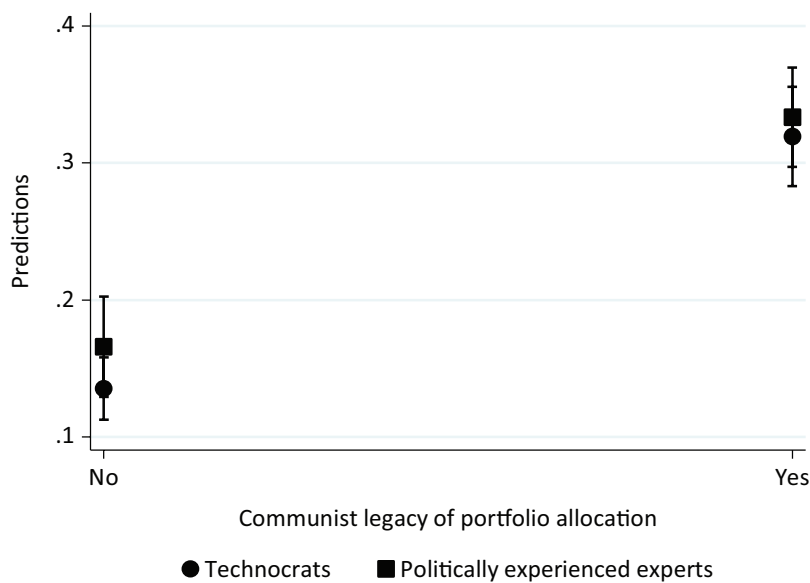 .4
.3
.2
.1
Predictions
No
Yes
Communist legacy of portfolio allocation
Technocrats
Politically experienced experts